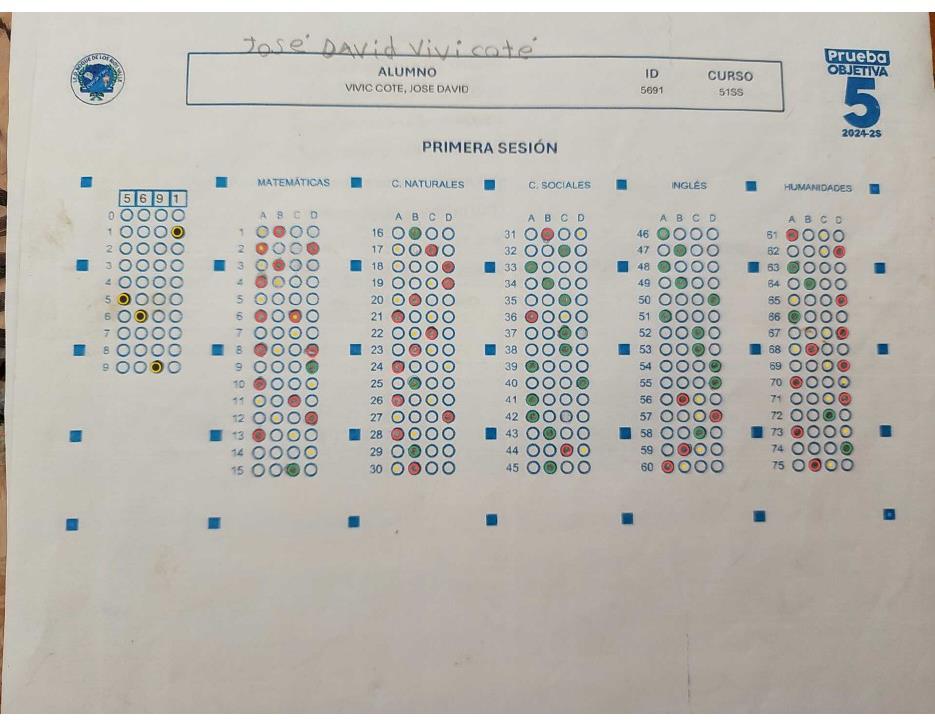 José David Vivi coté
ALUMNO ID CURSO
VIVIC COTE, JOSE DAVID 5691 51SS
Prueba
OBJETIVA
5
2024-2S
PRIMERA SESIÓN
MATEMÁTICAS C. NATURALES C. SOCIALES INGLÉS HUMANIDADES
5 6 9 1
A B C D A B C D A B C D A B C D A B C D
0
1 1 16 31 46 61
2 2 17 32 47 62
3 3 18 33 48 63
4 4 19 34 49 64
5 5 20 35 50 65
6 6 21 36 51 66
7 7 22 37 52 67
8 8 23 38 53 68
9 9 24 39 54 69
10 25 40 55 70
11 26 41 56 71
12 27 42 57 72
13 28 43 58 73
14 29 44 59 74
15 30 45 60 75